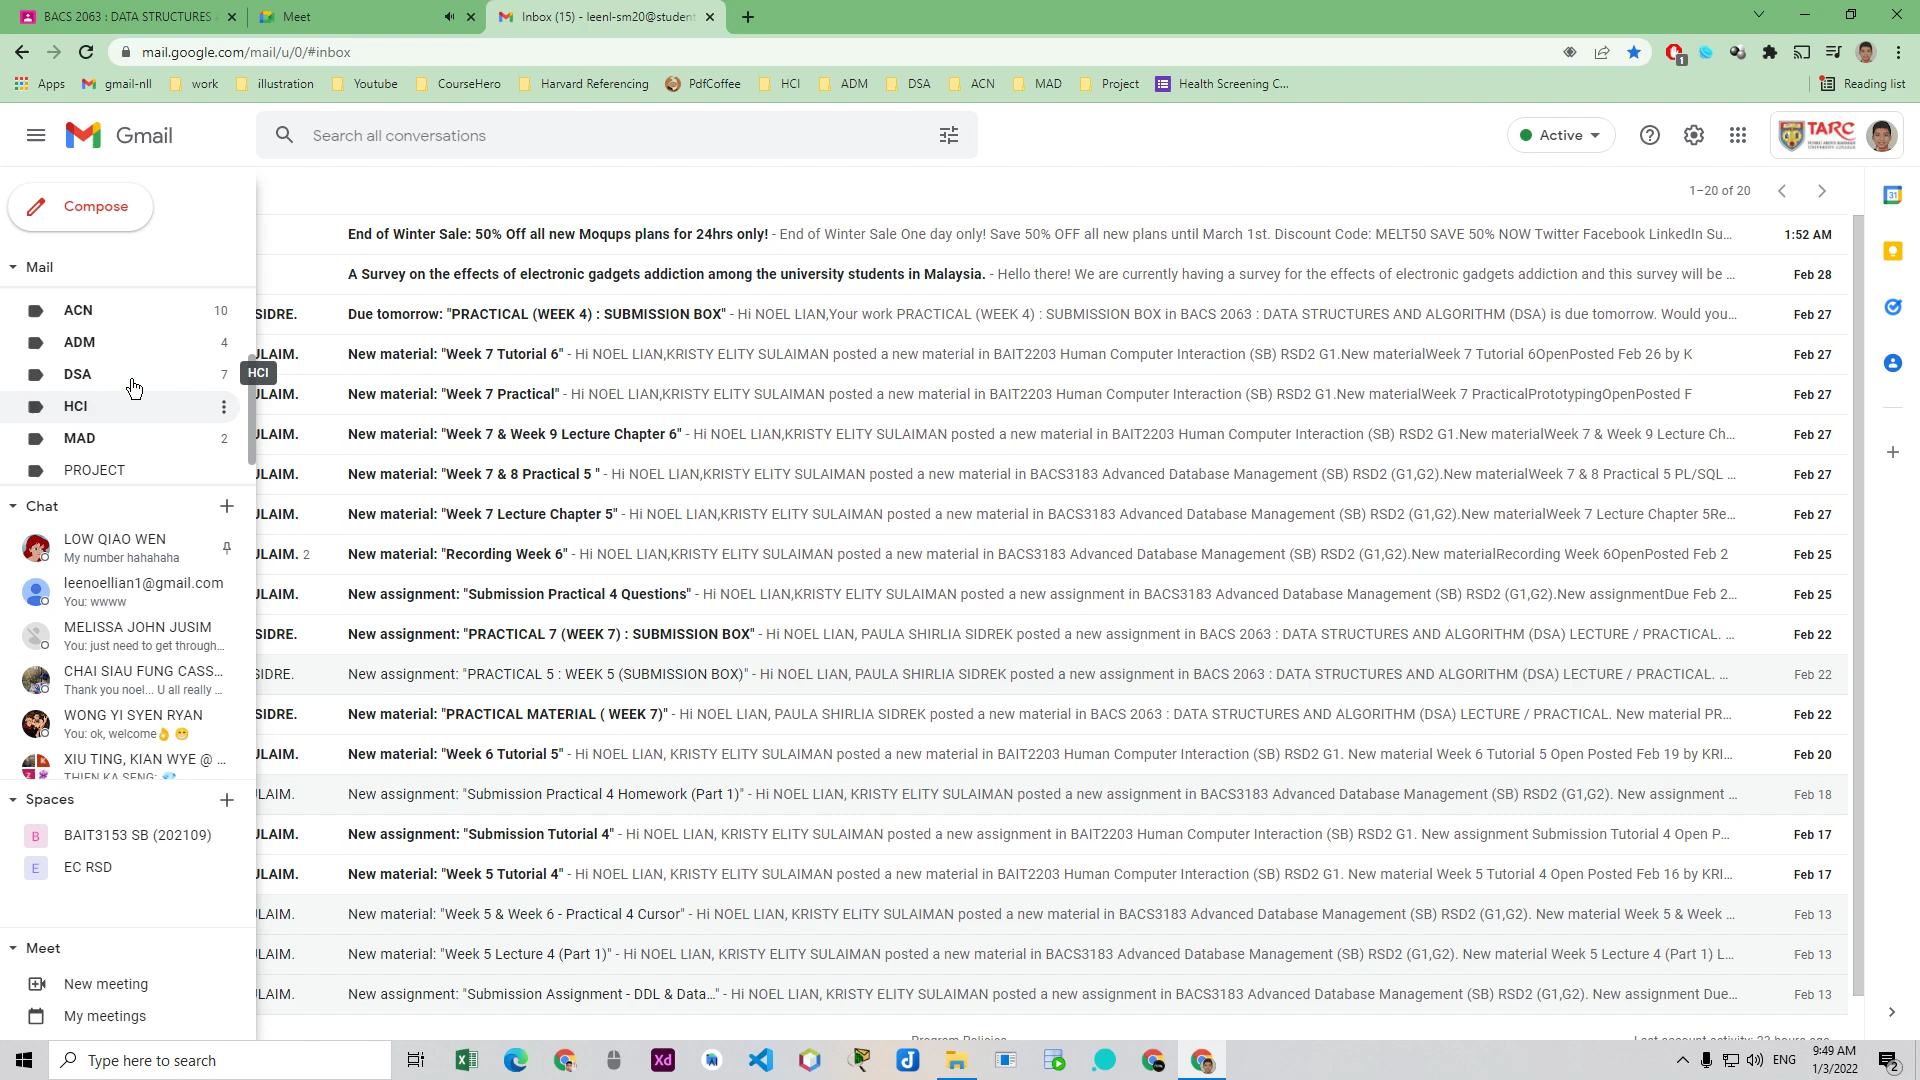 BACS 2063 : DATA STRUCTURES
Meet
Inbox (15) - leenl-sm20@student
mail.google.com/mail/u/0/#inbox
1
Apps
gmail-nll
work
illustration
Youtube
CourseHero
Harvard Referencing
PdfCoffee
HCI
ADM
DSA
ACN
MAD
Project
Health Screening C...
Reading list
Gmail
Search all conversations
Active
TARC
Compose
1–20 of 20
Mail
ACN 10
ADM 4
DSA 7
HCI
HCI
MAD 2
PROJECT
Chat
LOW QIAO WEN
My number hahahaha
leenoellian1@gmail.com
You: wwww
MELISSA JOHN JUSIM
You: just need to get through...
CHAI SIAU FUNG CASS...
Thank you noel... U all really ...
WONG YI SYEN RYAN
You: ok, welcome👌 😁
XIU TING, KIAN WYE @ ...
THIEN KA SENG: 💎
Spaces
B BAIT3153 SB (202109)
E EC RSD
Meet
New meeting
My meetings
End of Winter Sale: 50% Off all new Moqups plans for 24hrs only! - End of Winter Sale One day only! Save 50% OFF all new plans until March 1st. Discount Code: MELT50 SAVE 50% NOW Twitter Facebook LinkedIn Su... 1:52 AM
A Survey on the effects of electronic gadgets addiction among the university students in Malaysia. - Hello there! We are currently having a survey for the effects of electronic gadgets addiction and this survey will be ... Feb 28
SIDRE. Due tomorrow: "PRACTICAL (WEEK 4) : SUBMISSION BOX" - Hi NOEL LIAN,Your work PRACTICAL (WEEK 4) : SUBMISSION BOX in BACS 2063 : DATA STRUCTURES AND ALGORITHM (DSA) is due tomorrow. Would you... Feb 27
ULAIM. New material: "Week 7 Tutorial 6" - Hi NOEL LIAN,KRISTY ELITY SULAIMAN posted a new material in BAIT2203 Human Computer Interaction (SB) RSD2 G1.New materialWeek 7 Tutorial 6OpenPosted Feb 26 by K Feb 27
ULAIM. New material: "Week 7 Practical" - Hi NOEL LIAN,KRISTY ELITY SULAIMAN posted a new material in BAIT2203 Human Computer Interaction (SB) RSD2 G1.New materialWeek 7 PracticalPrototypingOpenPosted F Feb 27
ULAIM. New material: "Week 7 & Week 9 Lecture Chapter 6" - Hi NOEL LIAN,KRISTY ELITY SULAIMAN posted a new material in BAIT2203 Human Computer Interaction (SB) RSD2 G1.New materialWeek 7 & Week 9 Lecture Ch... Feb 27
ULAIM. New material: "Week 7 & 8 Practical 5 " - Hi NOEL LIAN,KRISTY ELITY SULAIMAN posted a new material in BACS3183 Advanced Database Management (SB) RSD2 (G1,G2).New materialWeek 7 & 8 Practical 5 PL/SQL ... Feb 27
ULAIM. New material: "Week 7 Lecture Chapter 5" - Hi NOEL LIAN,KRISTY ELITY SULAIMAN posted a new material in BACS3183 Advanced Database Management (SB) RSD2 (G1,G2).New materialWeek 7 Lecture Chapter 5Re... Feb 27
ULAIM. 2 New material: "Recording Week 6" - Hi NOEL LIAN,KRISTY ELITY SULAIMAN posted a new material in BACS3183 Advanced Database Management (SB) RSD2 (G1,G2).New materialRecording Week 6OpenPosted Feb 2 Feb 25
ULAIM. New assignment: "Submission Practical 4 Questions" - Hi NOEL LIAN,KRISTY ELITY SULAIMAN posted a new assignment in BACS3183 Advanced Database Management (SB) RSD2 (G1,G2).New assignmentDue Feb 2... Feb 25
SIDRE. New assignment: "PRACTICAL 7 (WEEK 7) : SUBMISSION BOX" - Hi NOEL LIAN, PAULA SHIRLIA SIDREK posted a new assignment in BACS 2063 : DATA STRUCTURES AND ALGORITHM (DSA) LECTURE / PRACTICAL. ... Feb 22
SIDRE. New assignment: "PRACTICAL 5 : WEEK 5 (SUBMISSION BOX)" - Hi NOEL LIAN, PAULA SHIRLIA SIDREK posted a new assignment in BACS 2063 : DATA STRUCTURES AND ALGORITHM (DSA) LECTURE / PRACTICAL. ... Feb 22
SIDRE. New material: "PRACTICAL MATERIAL ( WEEK 7)" - Hi NOEL LIAN, PAULA SHIRLIA SIDREK posted a new material in BACS 2063 : DATA STRUCTURES AND ALGORITHM (DSA) LECTURE / PRACTICAL. New material PR... Feb 22
ULAIM. New material: "Week 6 Tutorial 5" - Hi NOEL LIAN, KRISTY ELITY SULAIMAN posted a new material in BAIT2203 Human Computer Interaction (SB) RSD2 G1. New material Week 6 Tutorial 5 Open Posted Feb 19 by KRI... Feb 20
ULAIM. New assignment: "Submission Practical 4 Homework (Part 1)" - Hi NOEL LIAN, KRISTY ELITY SULAIMAN posted a new assignment in BACS3183 Advanced Database Management (SB) RSD2 (G1,G2). New assignment ... Feb 18
ULAIM. New assignment: "Submission Tutorial 4" - Hi NOEL LIAN, KRISTY ELITY SULAIMAN posted a new assignment in BAIT2203 Human Computer Interaction (SB) RSD2 G1. New assignment Submission Tutorial 4 Open P... Feb 17
ULAIM. New material: "Week 5 Tutorial 4" - Hi NOEL LIAN, KRISTY ELITY SULAIMAN posted a new material in BAIT2203 Human Computer Interaction (SB) RSD2 G1. New material Week 5 Tutorial 4 Open Posted Feb 16 by KRI... Feb 17
ULAIM. New material: "Week 5 & Week 6 - Practical 4 Cursor" - Hi NOEL LIAN, KRISTY ELITY SULAIMAN posted a new material in BACS3183 Advanced Database Management (SB) RSD2 (G1,G2). New material Week 5 & Week ... Feb 13
ULAIM. New material: "Week 5 Lecture 4 (Part 1)" - Hi NOEL LIAN, KRISTY ELITY SULAIMAN posted a new material in BACS3183 Advanced Database Management (SB) RSD2 (G1,G2). New material Week 5 Lecture 4 (Part 1) L... Feb 13
ULAIM. New assignment: "Submission Assignment - DDL & Data..." - Hi NOEL LIAN, KRISTY ELITY SULAIMAN posted a new assignment in BACS3183 Advanced Database Management (SB) RSD2 (G1,G2). New assignment Due... Feb 13
Program Policies
Last account activity: 22 hours ago
Type here to search
ENG
9:49 AM
1/3/2022
2